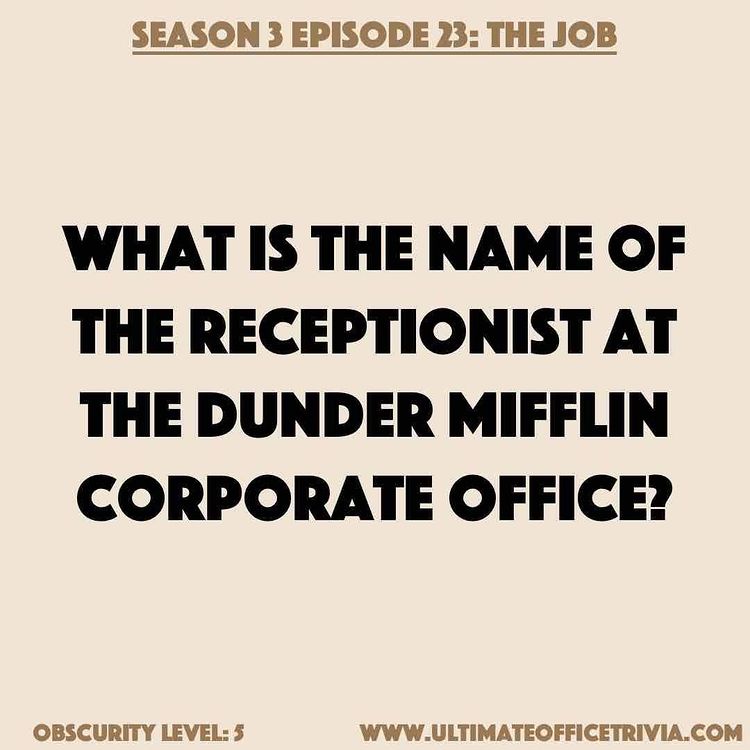 SEASON 3 EPISODE 23: THE JOB
WHAT IS THE NAME OF
THE RECEPTIONIST AT
THE DUNDER MIFFLIN
CORPORATE OFFICE?
OBSCURITY LEVEL: 5
WWW.ULTIMATEOFFICETRIVIA.COM